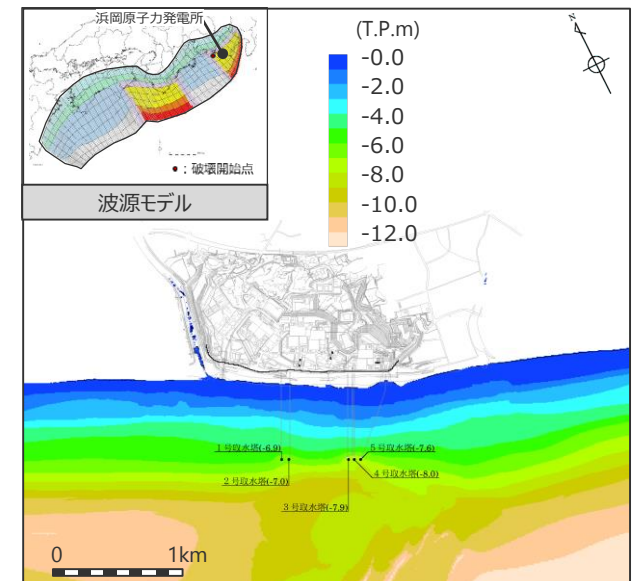 浜岡原子力発電所
●：破壊開始点
波源モデル
(T.P.m)
-0.0
-2.0
-4.0
-6.0
-8.0
-10.0
-12.0
N
1号取水塔(-6.9)
5号取水塔(-7.6)
2号取水塔(-7.0)
4号取水塔(-8.0)
3号取水塔(-7.9)
0 1km